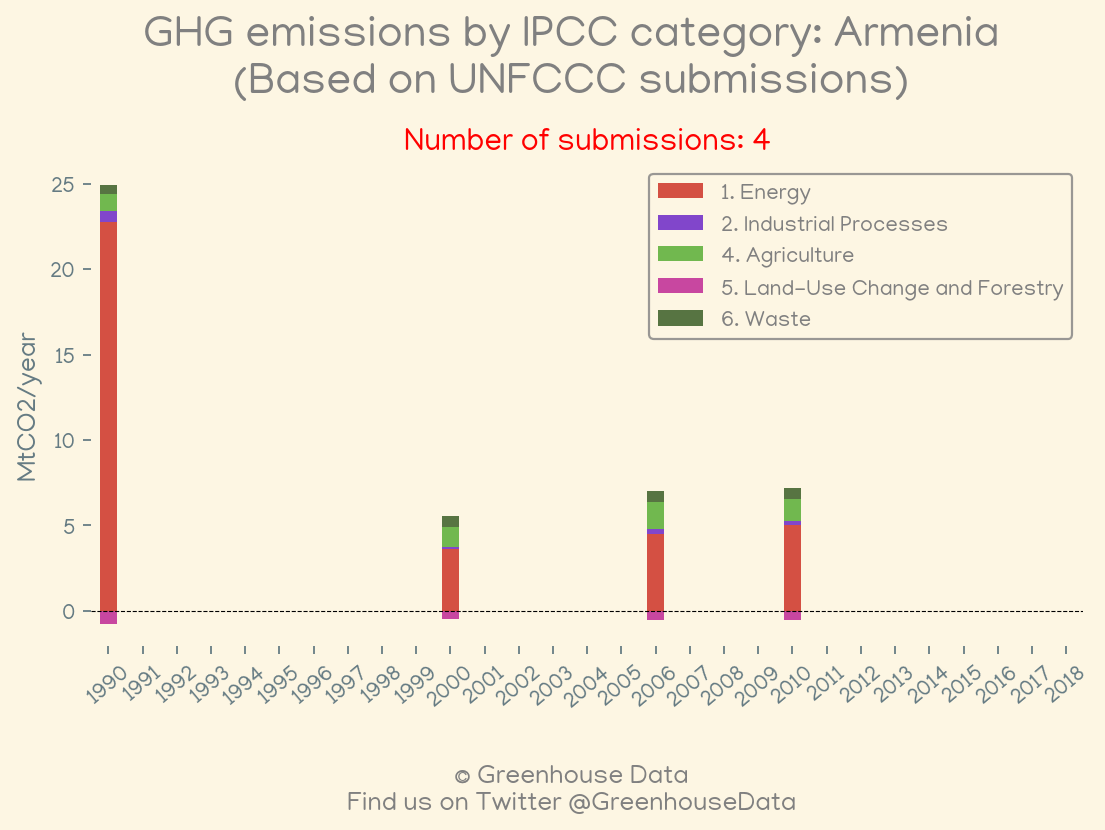 GHG emissions by IPCC category: Armenia
(Based on UNFCCC submissions)
Number of submissions: 4
1. Energy
2. Industrial Processes
4. Agriculture
5. Land-Use Change and Forestry
6. Waste
MtCO2/year
25
20
15
10
5
0
1990 1991 1992 1993 1994 1995 1996 1997 1998 1999 2000 2001 2002 2003 2004 2005 2006 2007 2008 2009 2010 2011 2012 2013 2014 2015 2016 2017 2018
© Greenhouse Data
Find us on Twitter @GreenhouseData